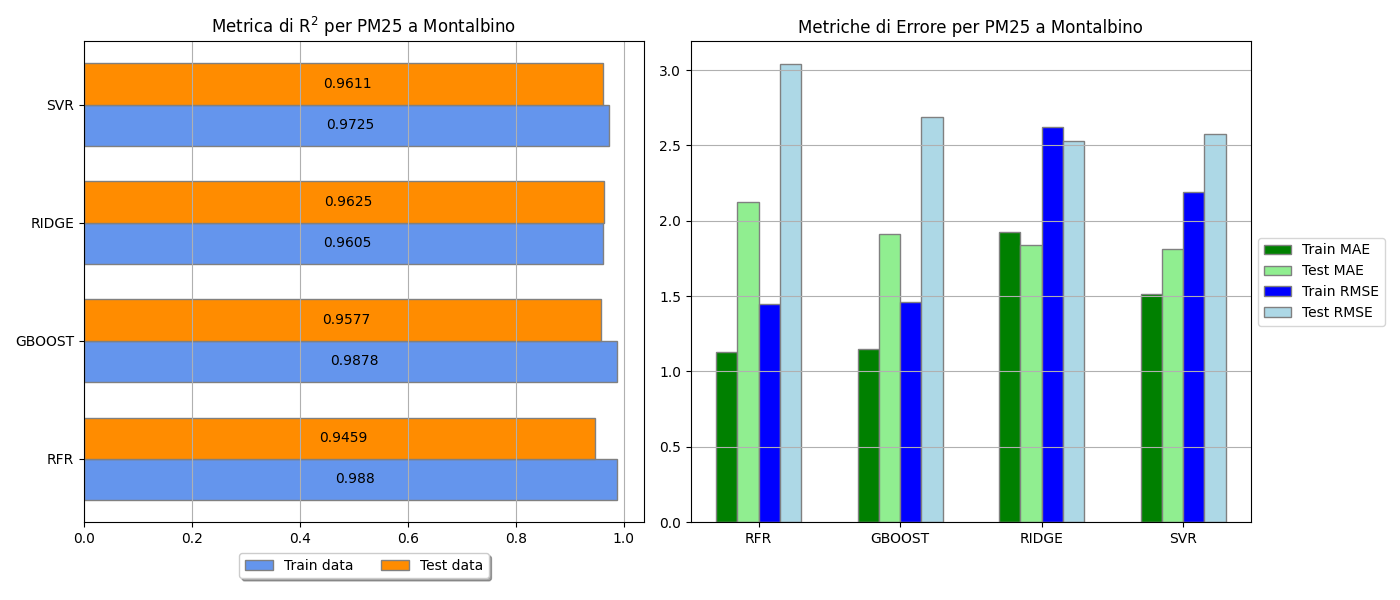 Metrica di R² per PM25 a Montalbino
SVR
0.9611
0.9725
RIDGE
0.9625
0.9605
GBOOST
0.9577
0.9878
RFR
0.9459
0.988
0.0 0.2 0.4 0.6 0.8 1.0
Train data Test data
Metriche di Errore per PM25 a Montalbino
3.0
2.5
2.0
1.5
1.0
0.5
0.0
RFR GBOOST RIDGE SVR
Train MAE
Test MAE
Train RMSE
Test RMSE